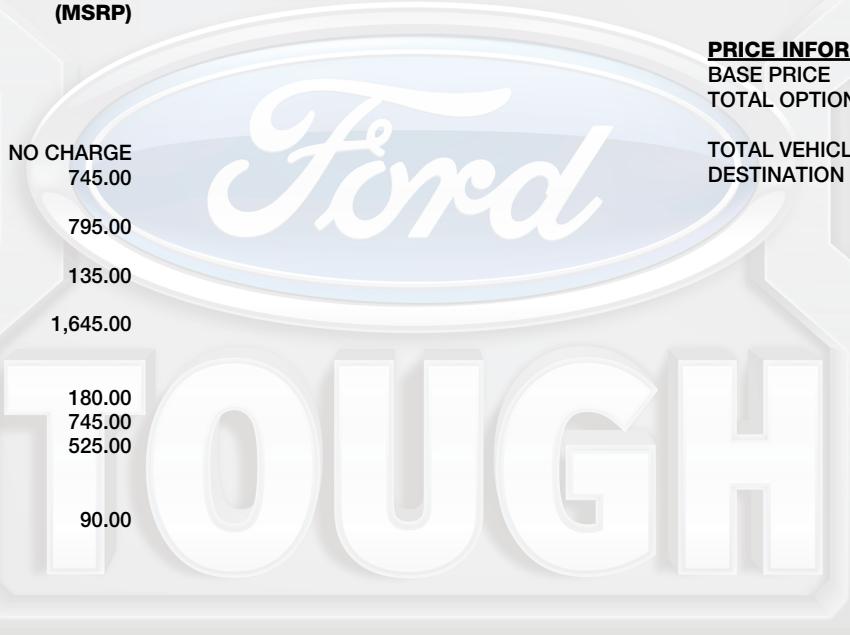 (MSRP)
NO CHARGE
745.00
795.00
135.00
1,645.00
180.00
745.00
525.00
90.00
PRICE INFOR
BASE PRICE
TOTAL OPTION
TOTAL VEHICL
DESTINATION
Ford
TOUGH